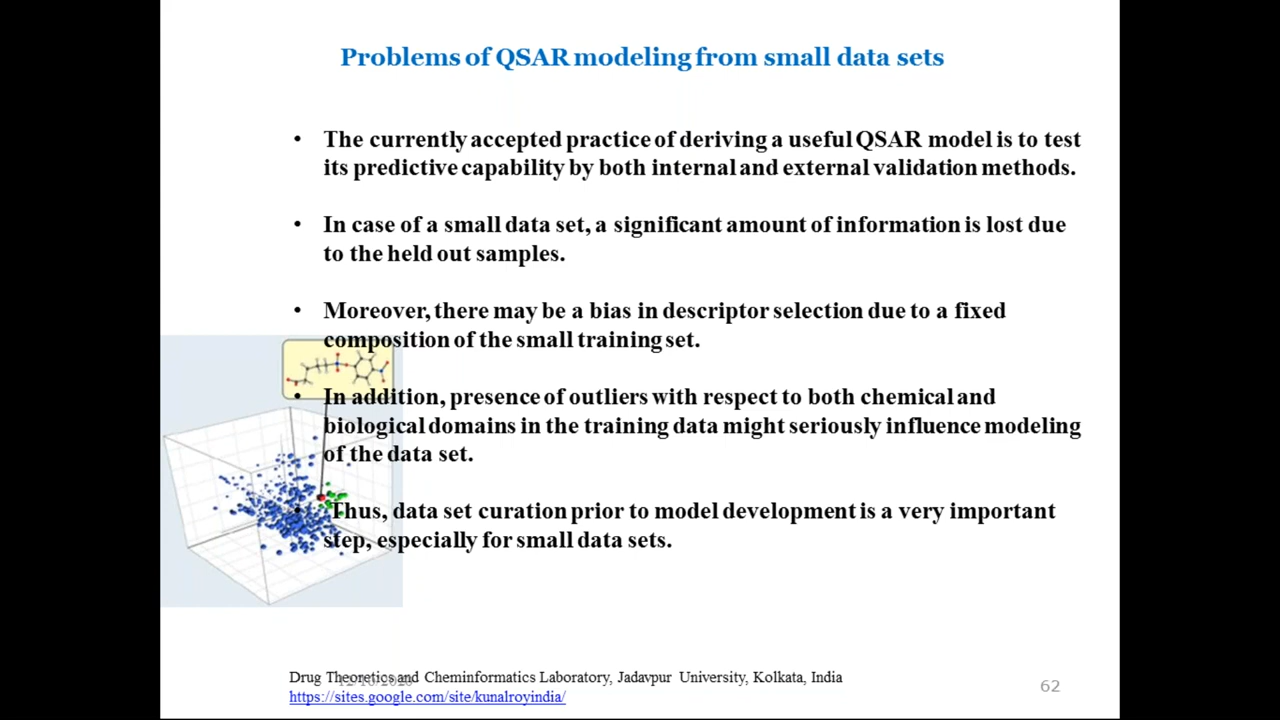 Problems of QSAR modeling from small data sets
• The currently accepted practice of deriving a useful QSAR model is to test
its predictive capability by both internal and external validation methods.
• In case of a small data set, a significant amount of information is lost due
to the held out samples.
• Moreover, there may be a bias in descriptor selection due to a fixed
composition of the small training set.
• In addition, presence of outliers with respect to both chemical and
biological domains in the training data might seriously influence modeling
of the data set.
• Thus, data set curation prior to model development is a very important
step, especially for small data sets.
Drug Theoretics and Cheminformatics Laboratory, Jadavpur University, Kolkata, India
https://sites.google.com/site/kunalroyindia/
62